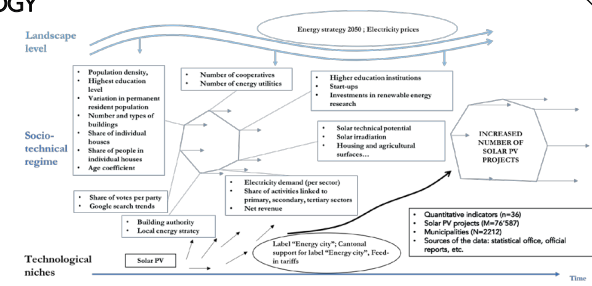 OGY
Landscape
level
Energy strategy 2050 ; Electricity prices
Socio-
technical
regime
• Population density,
• Highest education
level
• Variation in permanent
resident population
• Number and types of
buildings
• Share of individual
houses
• Share of people in
individual houses
• Age coefficient
• Number of cooperatives
• Number of energy utilities
• Higher education institutions
• Start-ups
• Investments in renewable energy
research
• Solar technical potential
• Solar irradiation
• Housing and agricultural
surfaces…
INCREASED
NUMBER OF
SOLAR PV
PROJECTS
• Electricity demand (per sector)
• Share of activities linked to
primary, secondary, tertiary sectors
• Net revenue
• Share of votes per party
• Google search trends
• Building authority
• Local energy stratey
• Quantitative indicators (n=36)
• Solar PV projects (M=76'587)
• Municipalities (N=2212)
• Sources of the data: statistical office, official
reports, etc.
Label "Energy city"; Cantonal
support for label "Energy city", Feed-
in tariffs
Technological
niches
Solar PV
Time